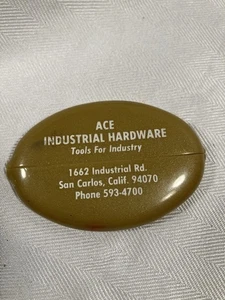 ACE
INDUSTRIAL HARDWARE
Tools For Industry
1662 Industrial Rd.
San Carlos, Calif. 94070
Phone 593-4700